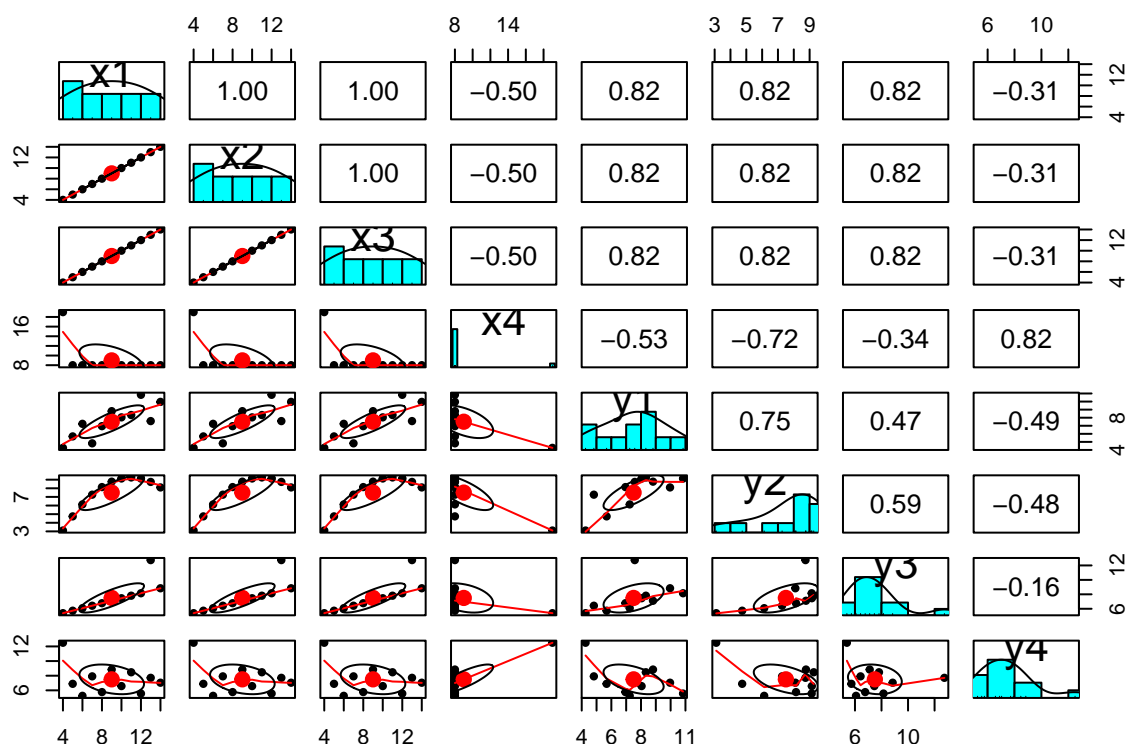 4 8 12 8 14 3 5 7 9 6 10
x1 1.00 1.00 −0.50 0.82 0.82 0.82 −0.31 4 12
4 12 x2 1.00 −0.50 0.82 0.82 0.82 −0.31
x3 −0.50 0.82 0.82 0.82 −0.31 4 12
8 16 x4 −0.53 −0.72 −0.34 0.82
y1 0.75 0.47 −0.49 4 8
3 7 y2 0.59 −0.48
y3 −0.16 6 12
6 12 y4
4 8 12 4 8 12 4 6 8 11 6 10